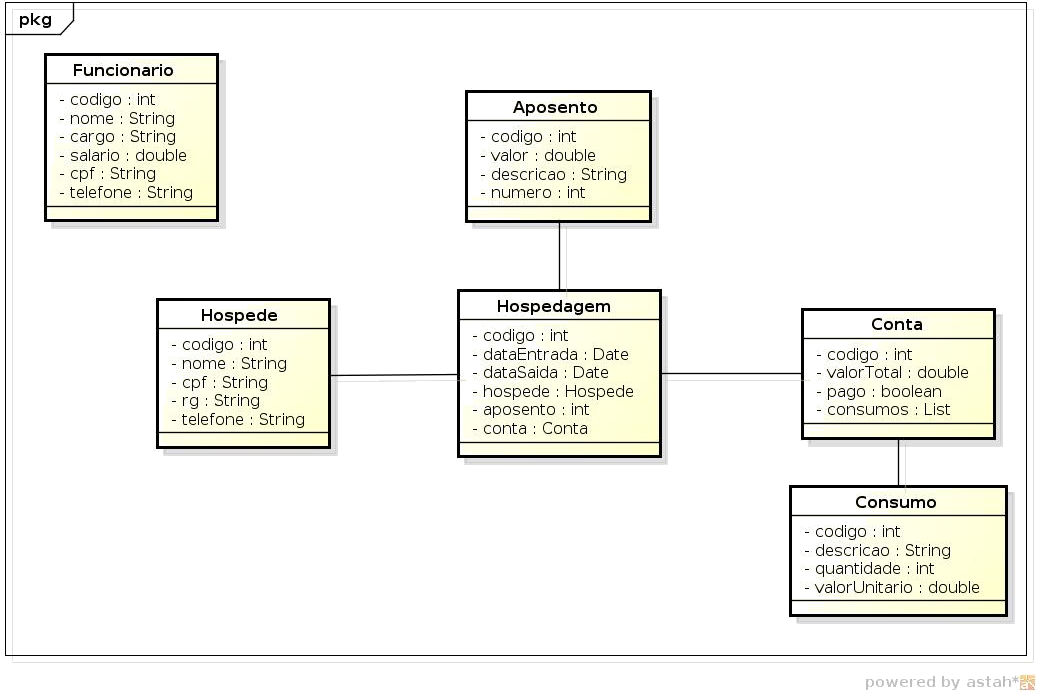 pkg
Funcionario
- codigo : int
- nome : String
- cargo : String
- salario : double
- cpf : String
- telefone : String
Aposento
- codigo : int
- valor : double
- descricao : String
- numero : int
Hospede
- codigo : int
- nome : String
- cpf : String
- rg : String
- telefone : String
Hospedagem
- codigo : int
- dataEntrada : Date
- dataSaida : Date
- hospede : Hospede
- aposento : int
- conta : Conta
Conta
- codigo : int
- valorTotal : double
- pago : boolean
- consumos : List
Consumo
- codigo : int
- descricao : String
- quantidade : int
- valorUnitario : double
powered by astah*